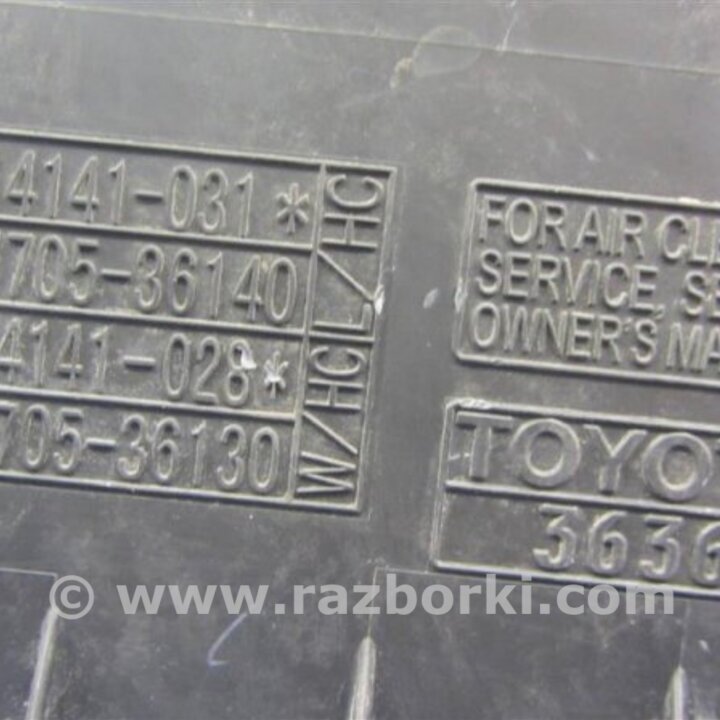 4141-031*
705-36140
L/HC
4141-028*
705-36130
W/HC
FOR AIR CLE
SERVICE, SE
OWNER'S MA
TOYO
3636
© www.razborki.com